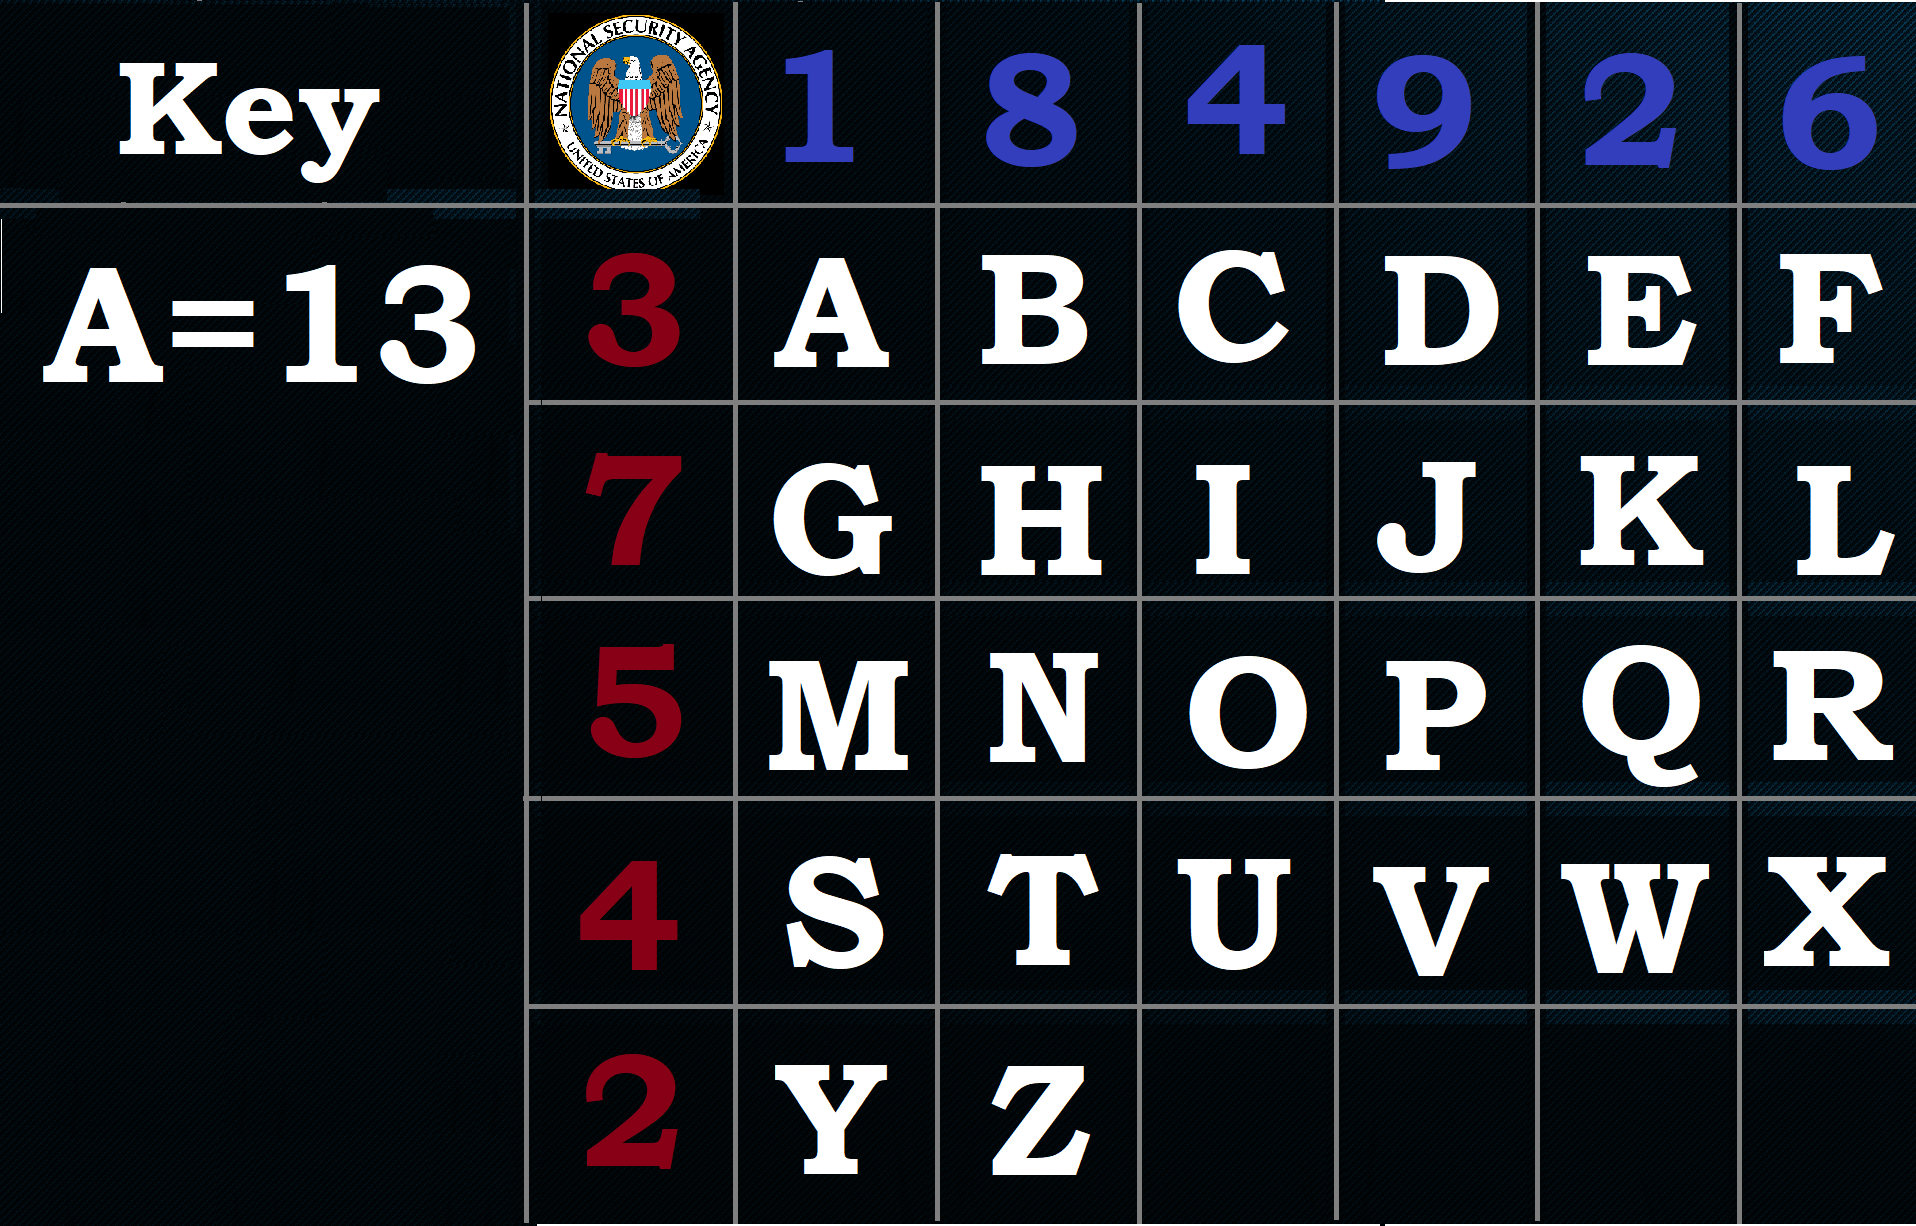 Key
NATIONAL SECURITY AGENCY
UNITED STATES OF AMERICA
1 8 4 9 2 6
A=13
3 A B C D E F
7 G H I J K L
5 M N O P Q R
4 S T U V W X
2 Y Z